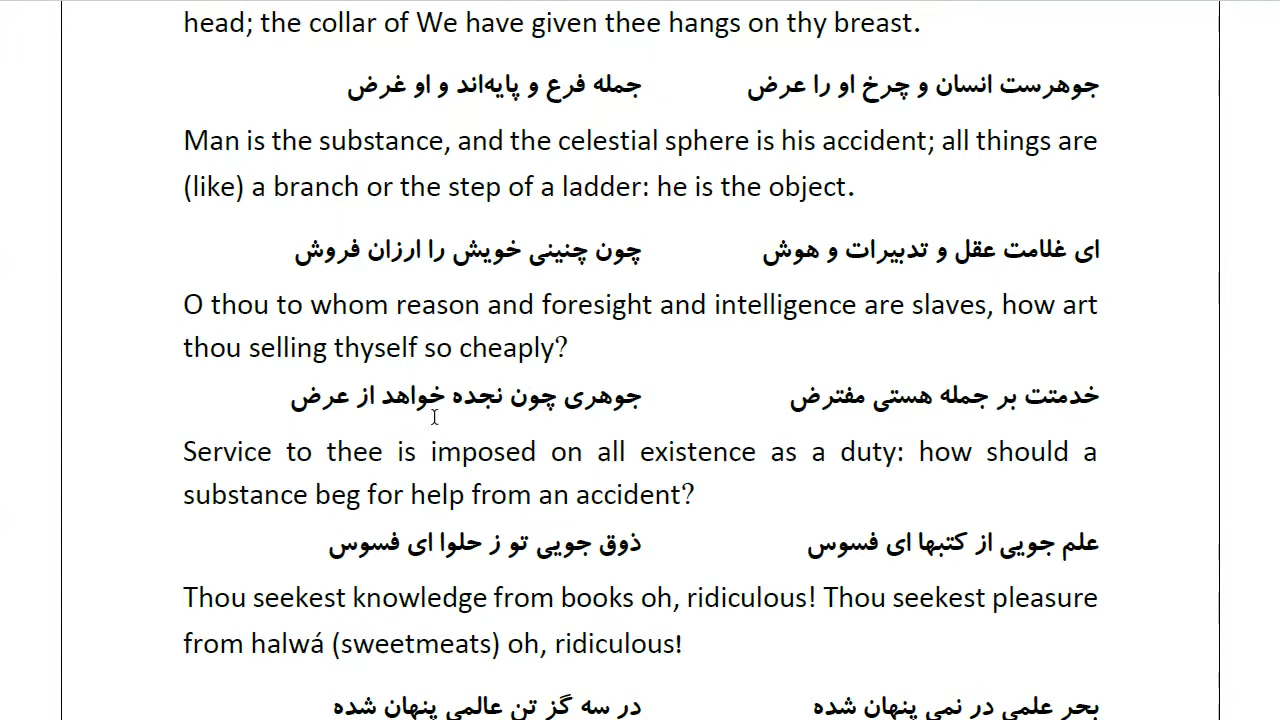 head; the collar of We have given thee hangs on thy breast.
جوهرست انسان و چرخ او را عرض جمله فرع و پایه‌اند و او غرض
Man is the substance, and the celestial sphere is his accident; all things are
(like) a branch or the step of a ladder: he is the object.
ای غلامت عقل و تدبیرات و هوش چون چنینی خویش را ارزان فروش
O thou to whom reason and foresight and intelligence are slaves, how art
thou selling thyself so cheaply?
خدمتت بر جمله هستی مفترض جوهری چون نجده خواهد از عرض
Service to thee is imposed on all existence as a duty: how should a
substance beg for help from an accident?
علم جویی از کتبها ای فسوس ذوق جویی تو ز حلوا ای فسوس
Thou seekest knowledge from books oh, ridiculous! Thou seekest pleasure
from halwá (sweetmeats) oh, ridiculous!
بحر علمی در نمی پنهان شده در سه گز تن عالمی پنهان شده